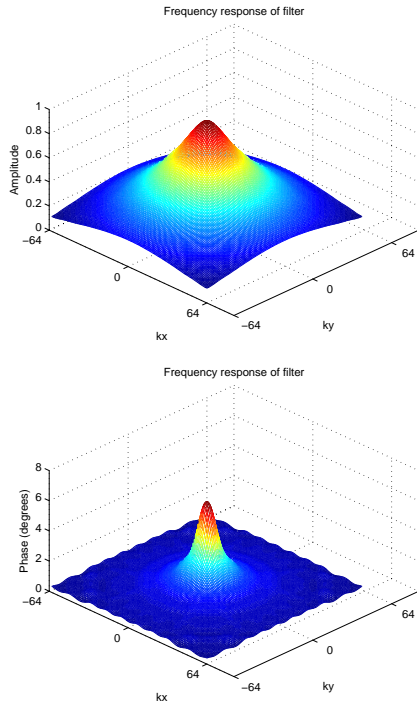 Frequency response of filter
1
0.8
0.6
0.4
0.2
0
Amplitude
−64
0
64
kx
−64
0
64
ky
Frequency response of filter
8
6
4
2
0
Phase (degrees)
−64
0
64
kx
−64
0
64
ky